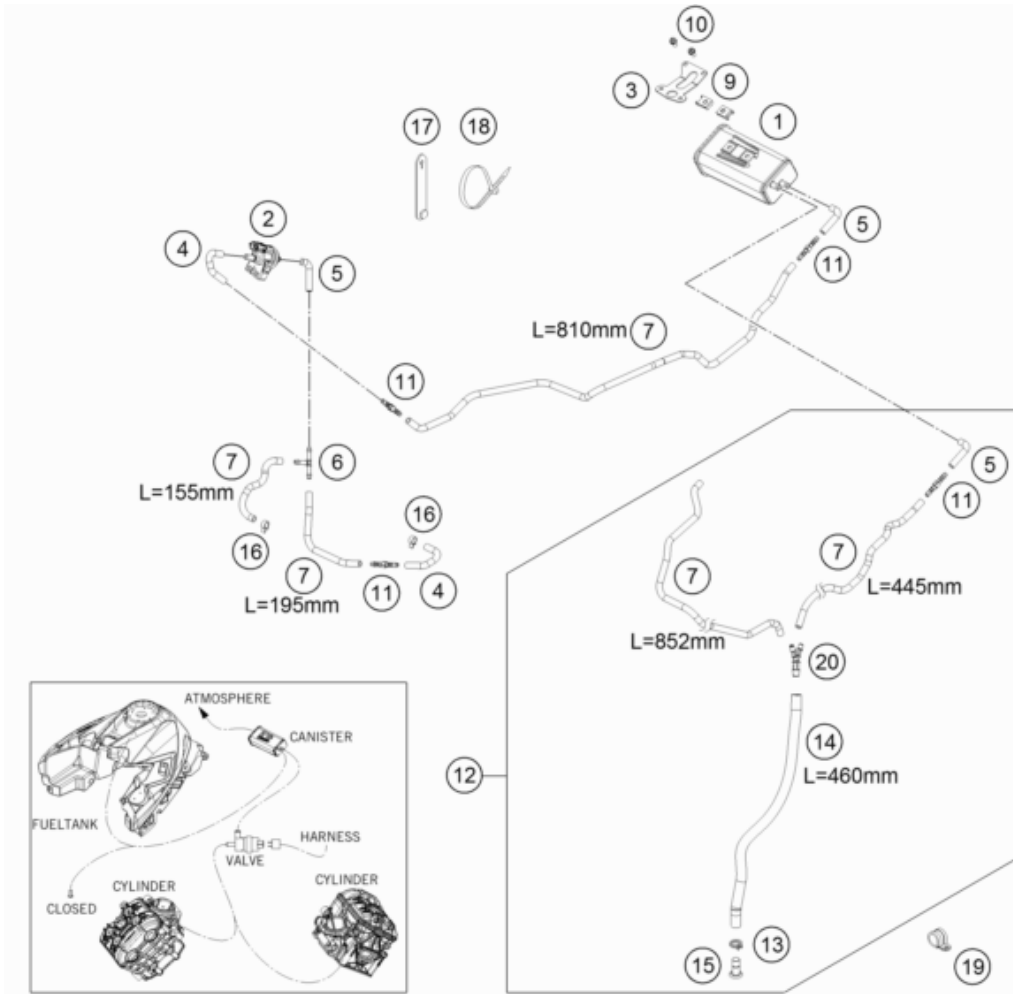 10
3
9
1
17
18
2
4
5
5
11
L=810mm 7
11
7
6
L=155mm
5
11
16
16
7
11
4
L=195mm
7
7
L=445mm
L=852mm
20
ATMOSPHERE
CANISTER
14
12
L=460mm
FUELTANK
HARNESS
VALVE
CYLINDER
CYLINDER
CLOSED
13
15
19